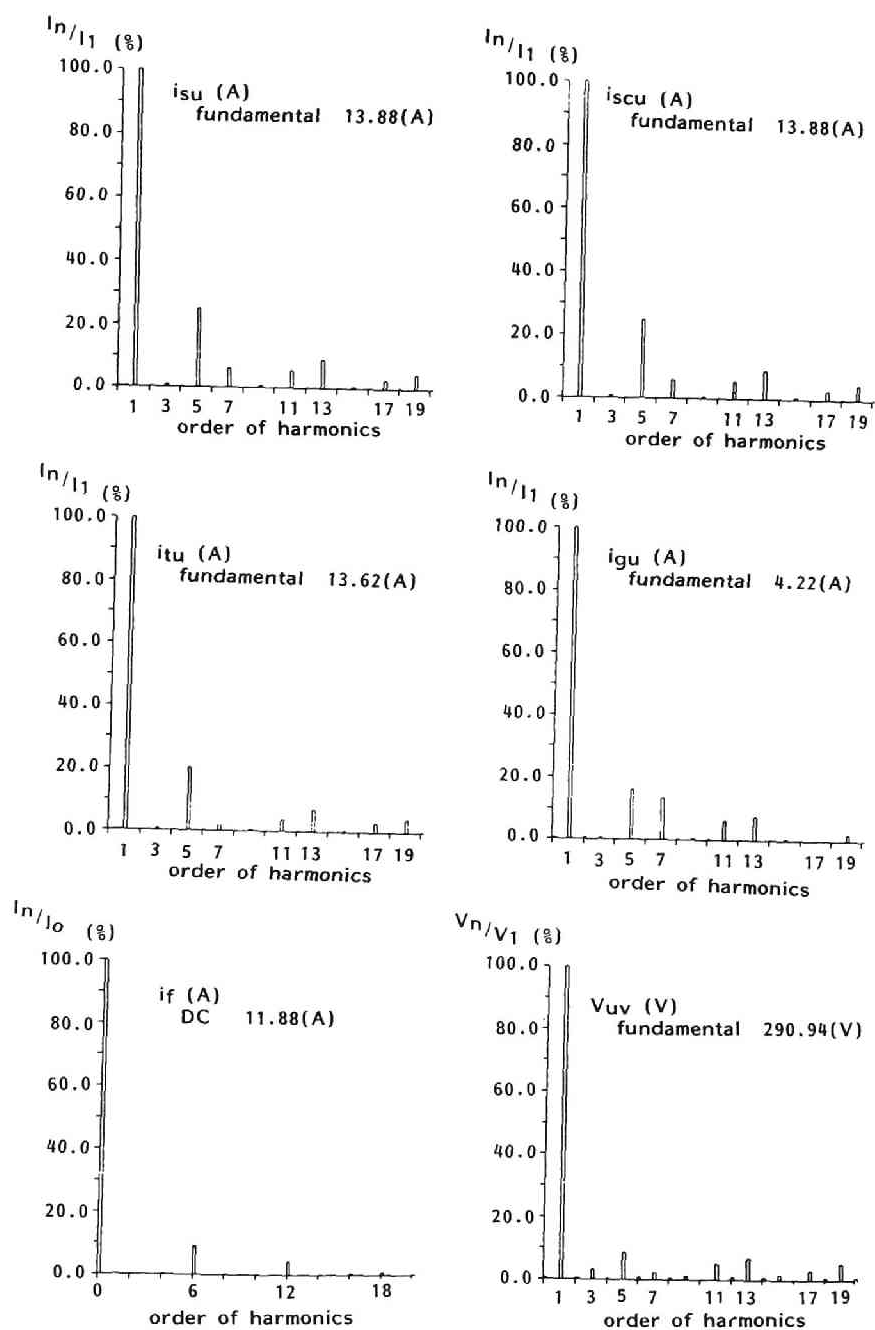 In/I1 (%)
100.0
isu (A)
fundamental 13.88(A)
80.0
60.0
40.0
20.0
0.0
1 3 5 7 11 13 17 19
order of harmonics
In/I1 (%)
100.0
iscu (A)
fundamental 13.88(A)
80.0
60.0
40.0
20.0
0.0
1 3 5 7 11 13 17 19
order of harmonics
In/I1 (%)
100.0
itu (A)
fundamental 13.62(A)
80.0
60.0
40.0
20.0
0.0
1 3 5 7 11 13 17 19
order of harmonics
In/I1 (%)
100.0
igu (A)
fundamental 4.22(A)
80.0
60.0
40.0
20.0
0.0
1 3 5 7 11 13 17 19
order of harmonics
In/Io (%)
100.0
if (A)
DC 11.88(A)
80.0
60.0
40.0
20.0
0.0
0 6 12 18
order of harmonics
Vn/V1 (%)
100.0
Vuv (V)
fundamental 290.94(V)
80.0
60.0
40.0
20.0
0.0
1 3 5 7 11 13 17 19
order of harmonics